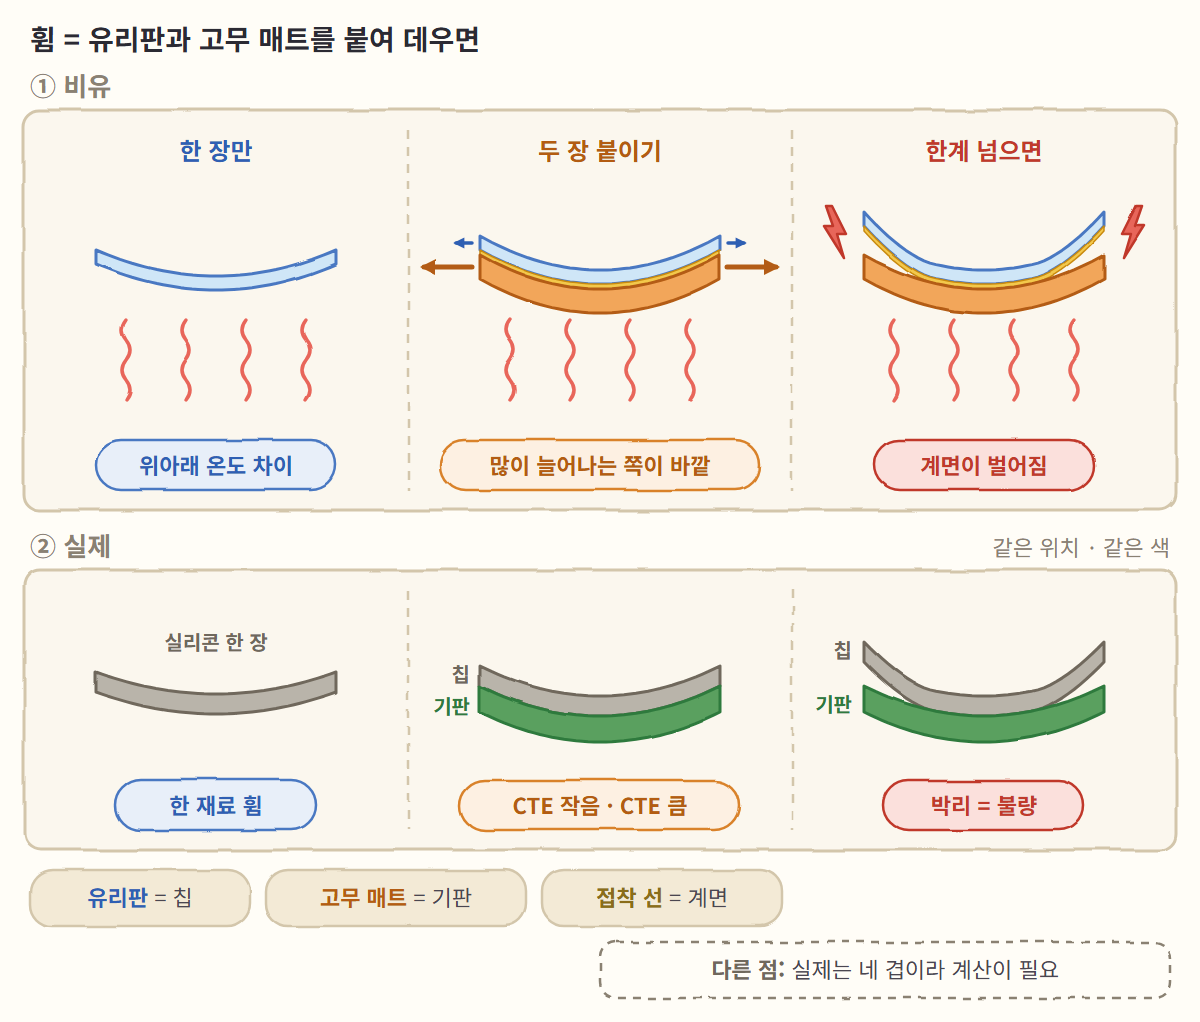 휨 = 유리판과 고무 매트를 붙여 데우면
① 비유
한 장만
두 장 붙이기
한계 넘으면
위아래 온도 차이
많이 늘어나는 쪽이 바깥
계면이 벌어짐
② 실제
같은 위치 · 같은 색
실리콘 한 장
칩
기판
칩
기판
한 재료 휨
CTE 작음 · CTE 큼
박리 = 불량
유리판 = 칩
고무 매트 = 기판
접착 선 = 계면
다른 점: 실제는 네 겹이라 계산이 필요